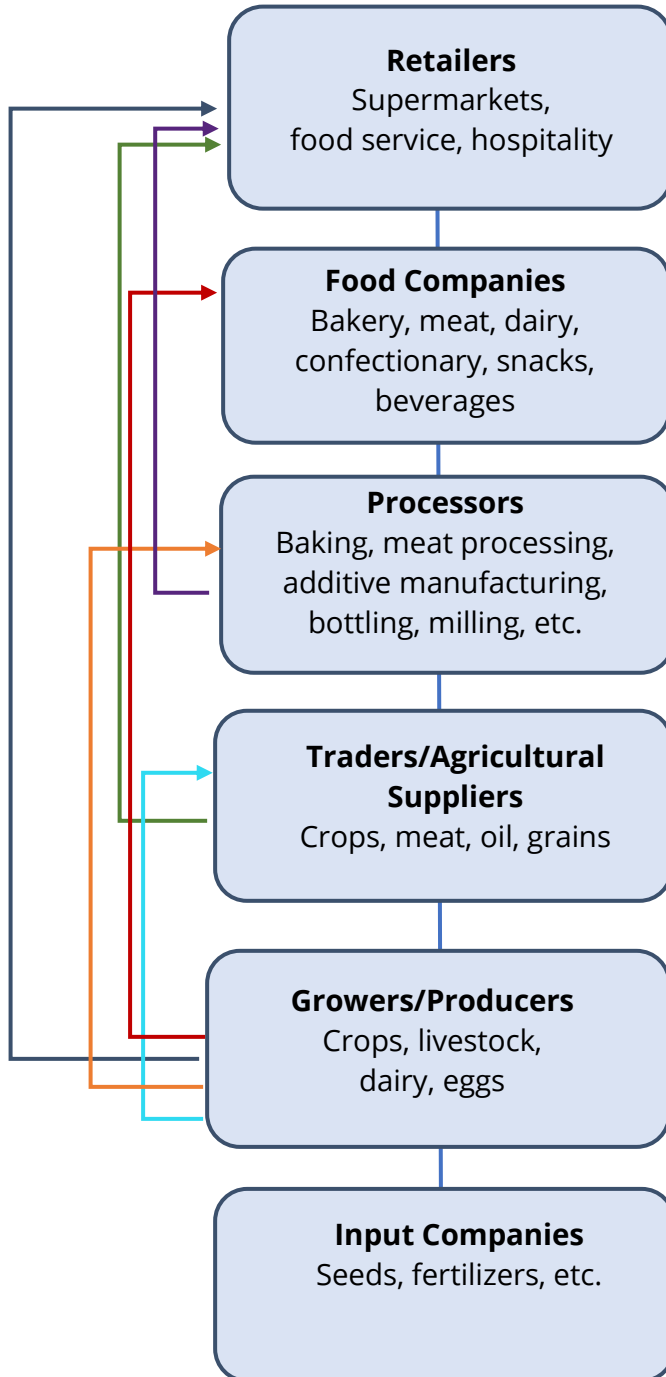 Retailers
Supermarkets,
food service, hospitality
Food Companies
Bakery, meat, dairy,
confectionary, snacks,
beverages
Processors
Baking, meat processing,
additive manufacturing,
bottling, milling, etc.
Traders/Agricultural
Suppliers
Crops, meat, oil, grains
Growers/Producers
Crops, livestock,
dairy, eggs
Input Companies
Seeds, fertilizers, etc.